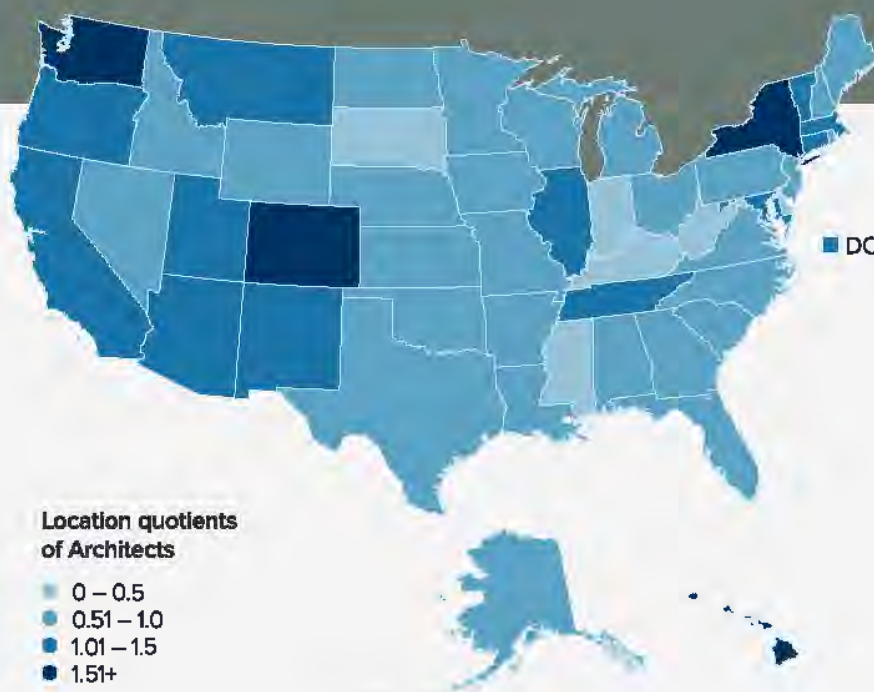 DC
Location quotients
of Architects
0 – 0.5
0.51 – 1.0
1.01 – 1.5
1.51+